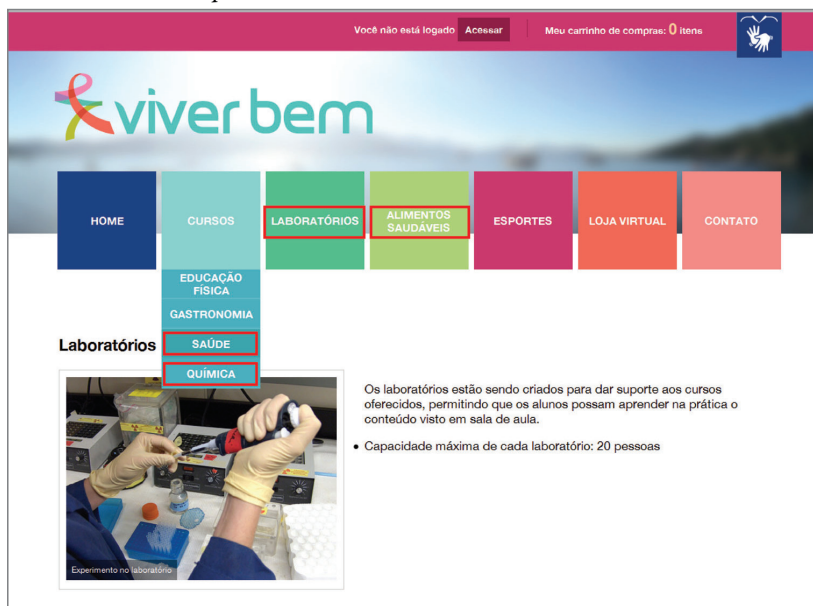 Você não está logado Acessar Meu carrinho de compras: 0 itens
viver bem
HOME
CURSOS
LABORATÓRIOS
ALIMENTOS
SAUDÁVEIS
ESPORTES
LOJA VIRTUAL
CONTATO
EDUCAÇÃO
FÍSICA
GASTRONOMIA
SAÚDE
QUÍMICA
Laboratórios
Experimento no laboratório
Os laboratórios estão sendo criados para dar suporte aos cursos
oferecidos, permitindo que os alunos possam aprender na prática o
conteúdo visto em sala de aula.
• Capacidade máxima de cada laboratório: 20 pessoas